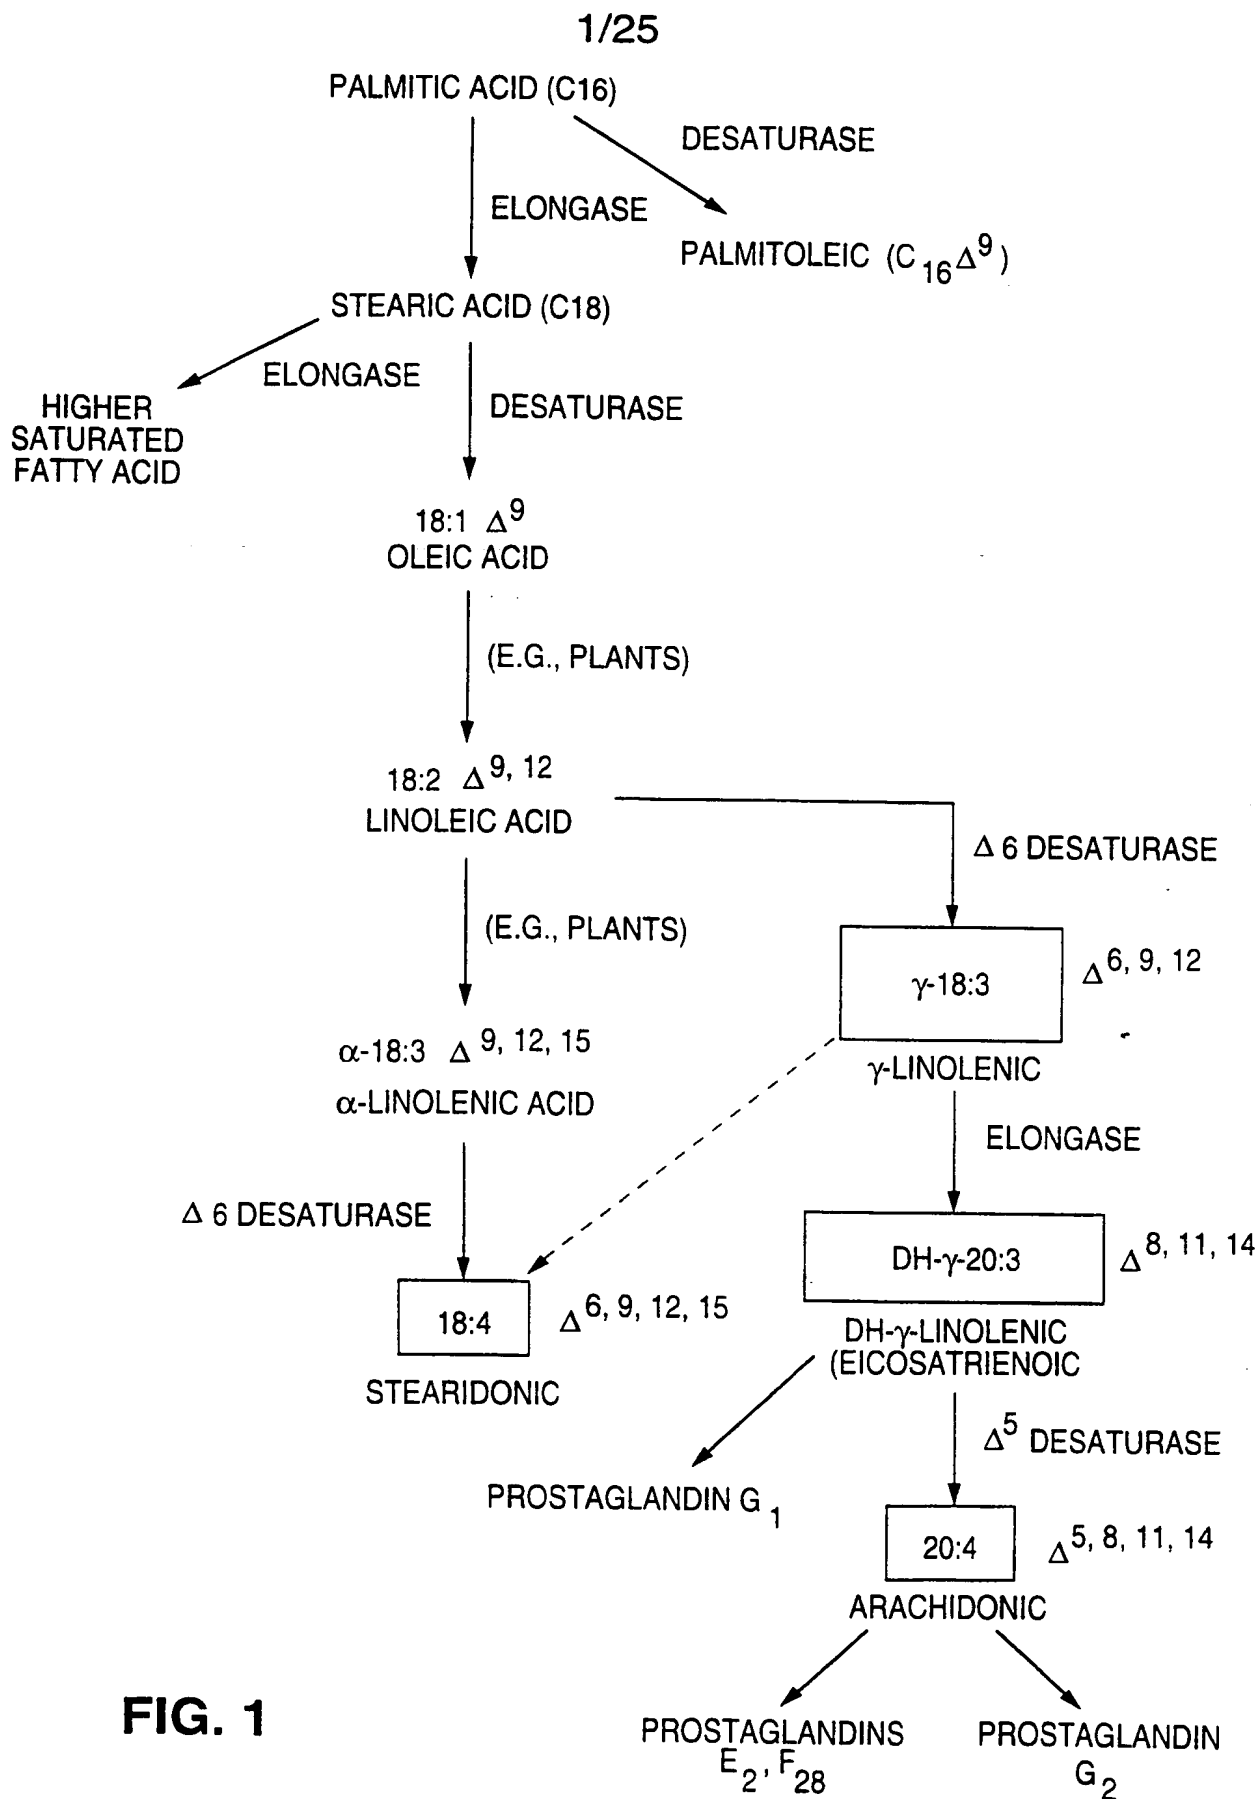 1/25
PALMITIC ACID (C16)
DESATURASE
ELONGASE
PALMITOLEIC (C₁₆Δ⁹)
STEARIC ACID (C18)
ELONGASE
DESATURASE
HIGHER
SATURATED
FATTY ACID
18:1 Δ⁹
OLEIC ACID
(E.G., PLANTS)
18:2 Δ⁹, ¹²
LINOLEIC ACID
Δ 6 DESATURASE
(E.G., PLANTS)
γ-18:3 Δ⁶, ⁹, ¹²
α-18:3 Δ⁹, ¹², ¹⁵
γ-LINOLENIC
α-LINOLENIC ACID
ELONGASE
Δ 6 DESATURASE
DH-γ-20:3 Δ⁸, ¹¹, ¹⁴
18:4 Δ⁶, ⁹, ¹², ¹⁵
DH-γ-LINOLENIC
(EICOSATRIENOIC
STEARIDONIC
Δ⁵ DESATURASE
PROSTAGLANDIN G₁
20:4 Δ⁵, ⁸, ¹¹, ¹⁴
ARACHIDONIC
PROSTAGLANDINS
E₂, F₂₈
PROSTAGLANDIN
G₂
FIG. 1